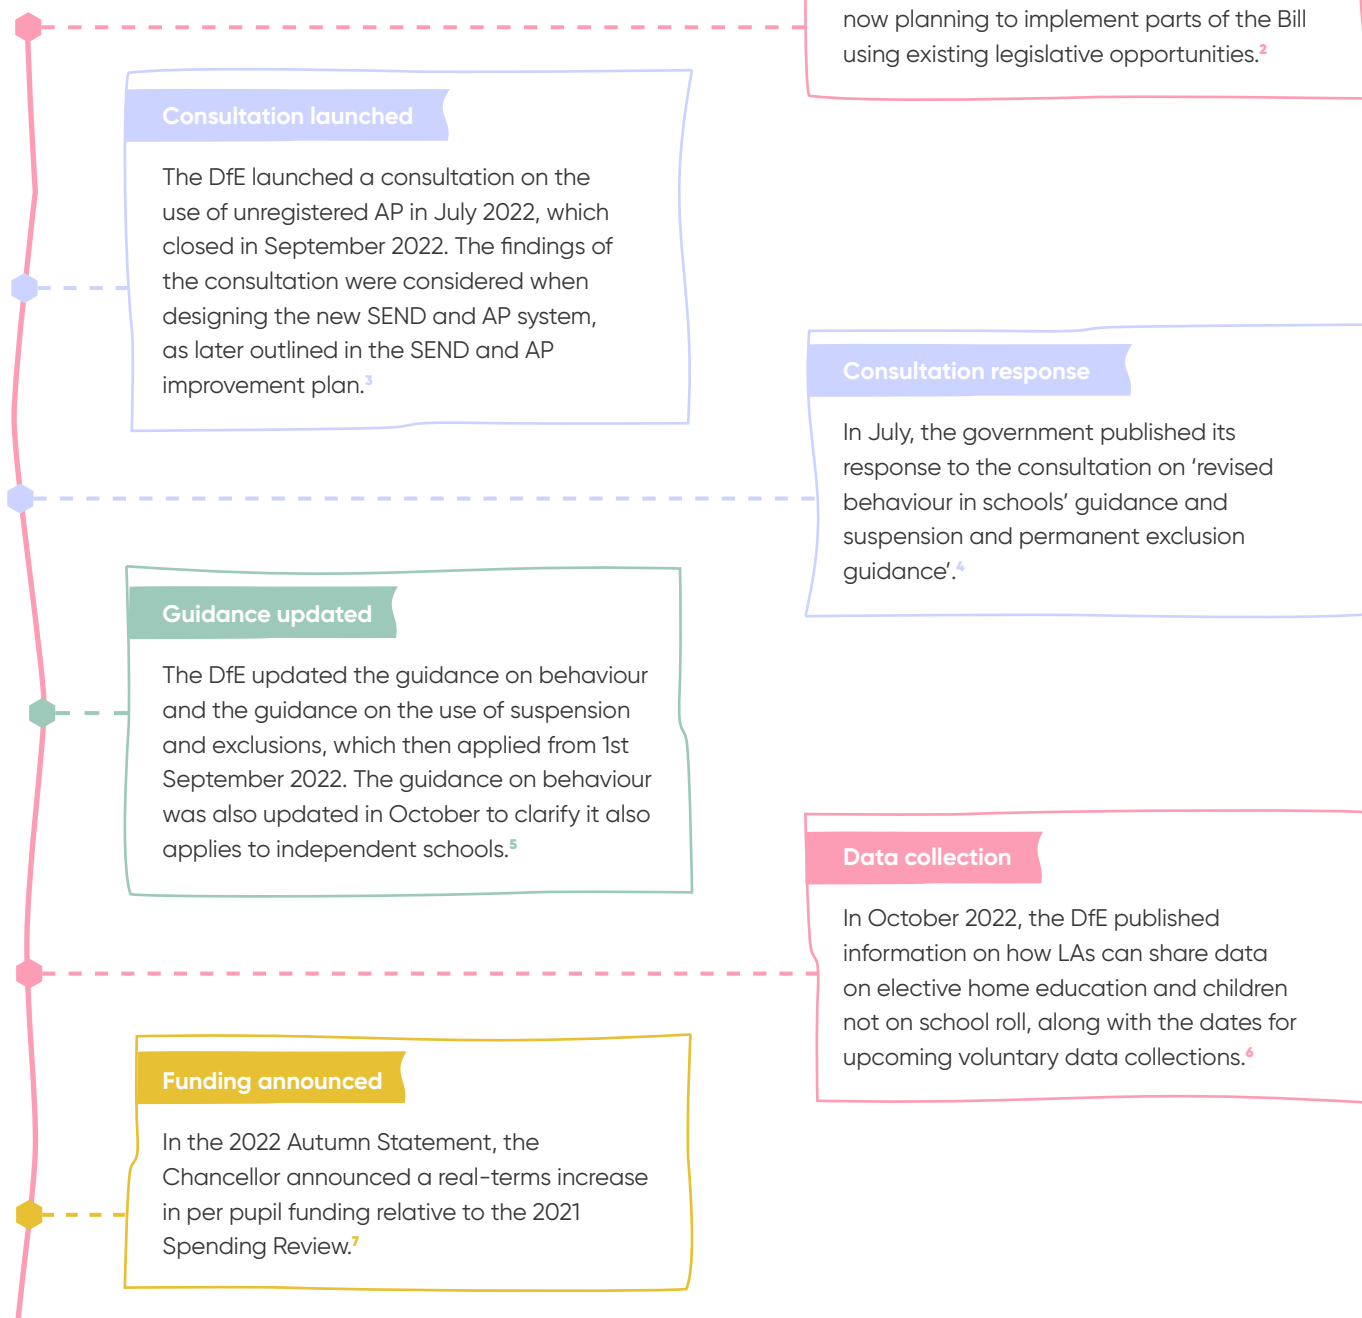 now planning to implement parts of the Bill
using existing legislative opportunities.²
Consultation launched
The DfE launched a consultation on the
use of unregistered AP in July 2022, which
closed in September 2022. The findings of
the consultation were considered when
designing the new SEND and AP system,
as later outlined in the SEND and AP
improvement plan.³
Consultation response
In July, the government published its
response to the consultation on ‘revised
behaviour in schools’ guidance and
suspension and permanent exclusion
guidance’.⁴
Guidance updated
The DfE updated the guidance on behaviour
and the guidance on the use of suspension
and exclusions, which then applied from 1st
September 2022. The guidance on behaviour
was also updated in October to clarify it also
applies to independent schools.⁵
Data collection
In October 2022, the DfE published
information on how LAs can share data
on elective home education and children
not on school roll, along with the dates for
upcoming voluntary data collections.⁶
Funding announced
In the 2022 Autumn Statement, the
Chancellor announced a real-terms increase
in per pupil funding relative to the 2021
Spending Review.⁷